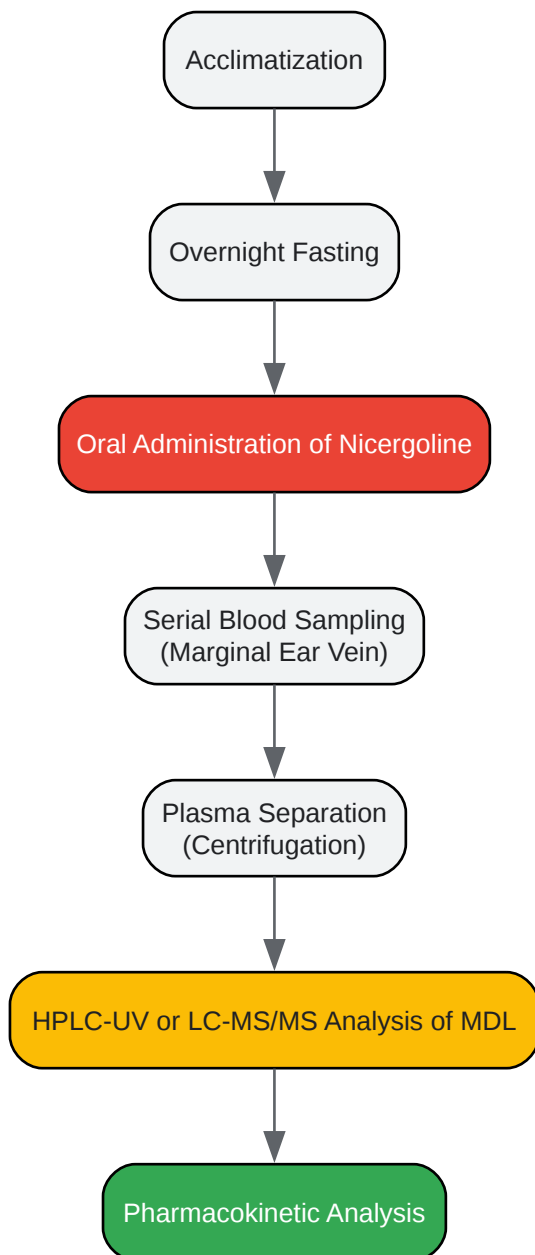 Acclimatization
Overnight Fasting
Oral Administration of Nicergoline
Serial Blood Sampling
(Marginal Ear Vein)
Plasma Separation
(Centrifugation)
HPLC-UV or LC-MS/MS Analysis of MDL
Pharmacokinetic Analysis